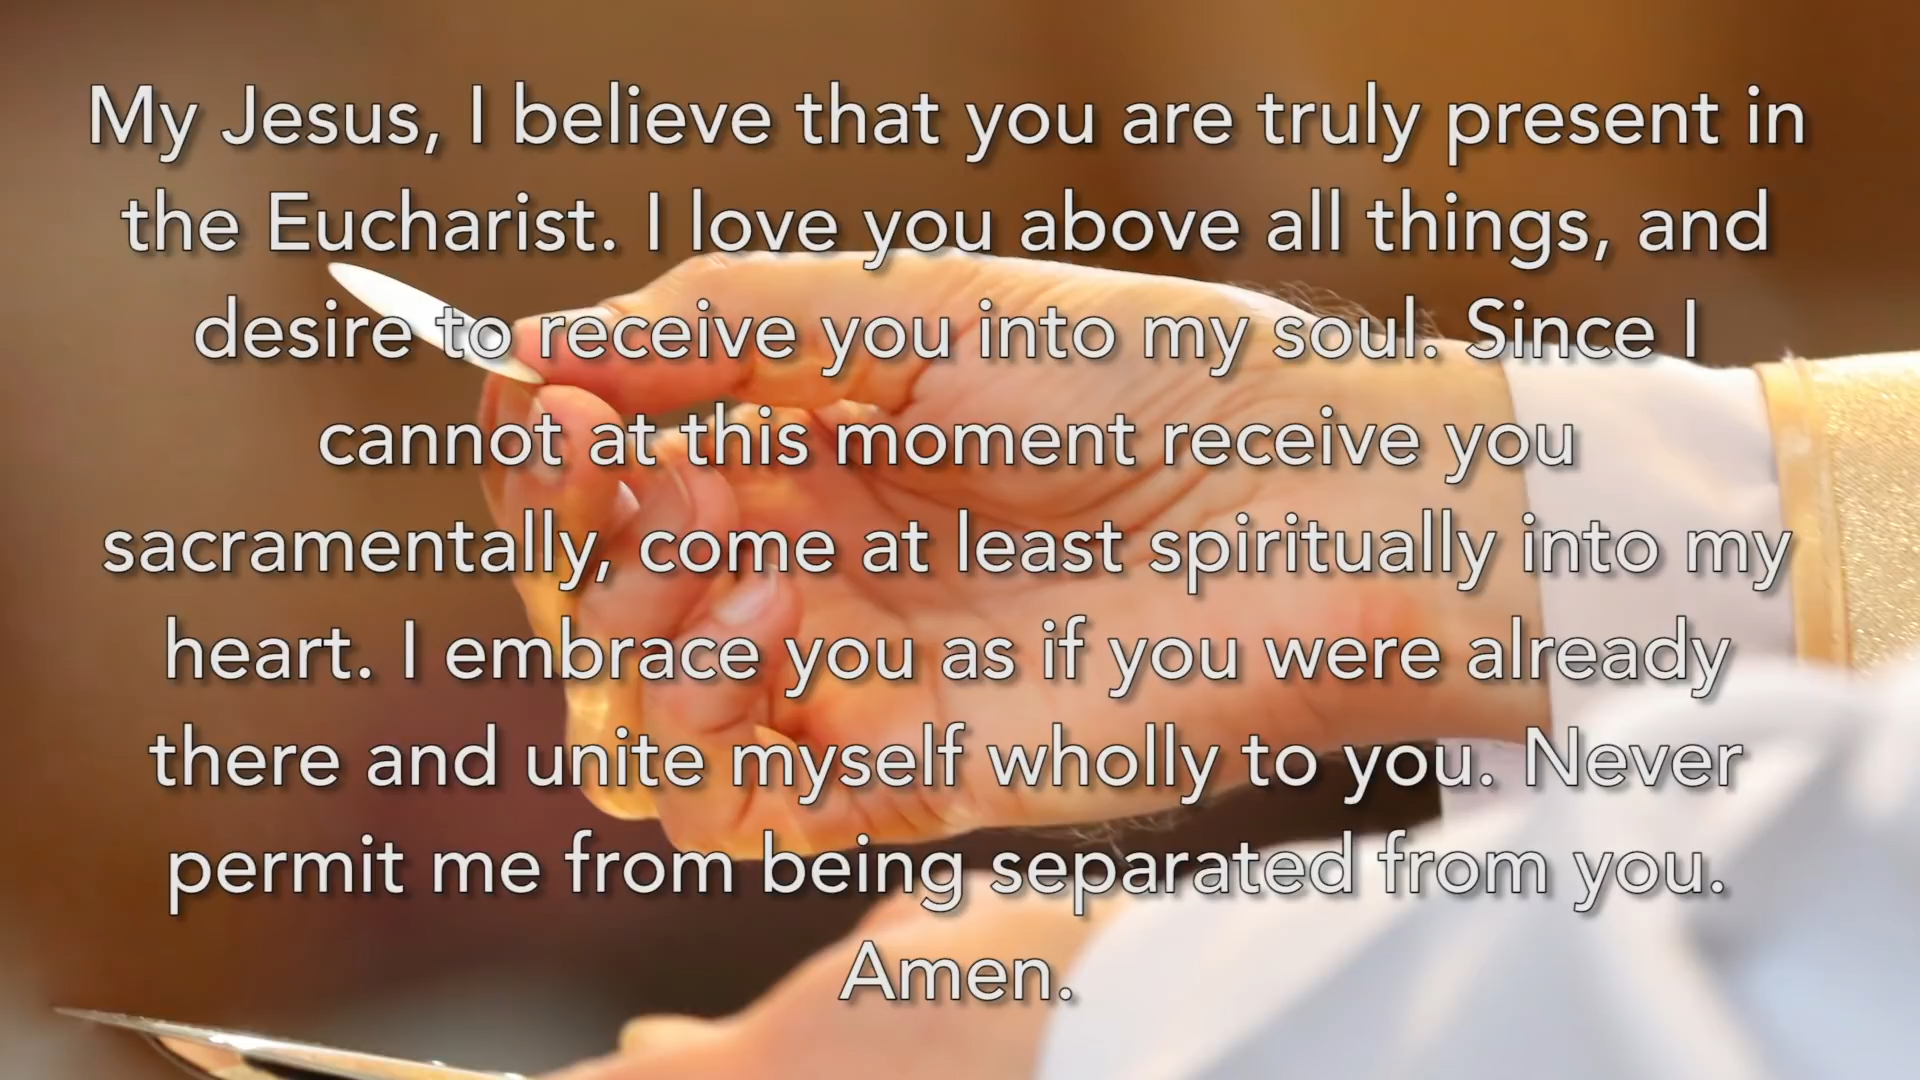 My Jesus, I believe that you are truly present in
the Eucharist. I love you above all things, and
desire to receive you into my soul. Since I
cannot at this moment receive you
sacramentally, come at least spiritually into my
heart. I embrace you as if you were already
there and unite myself wholly to you. Never
permit me from being separated from you.
Amen.